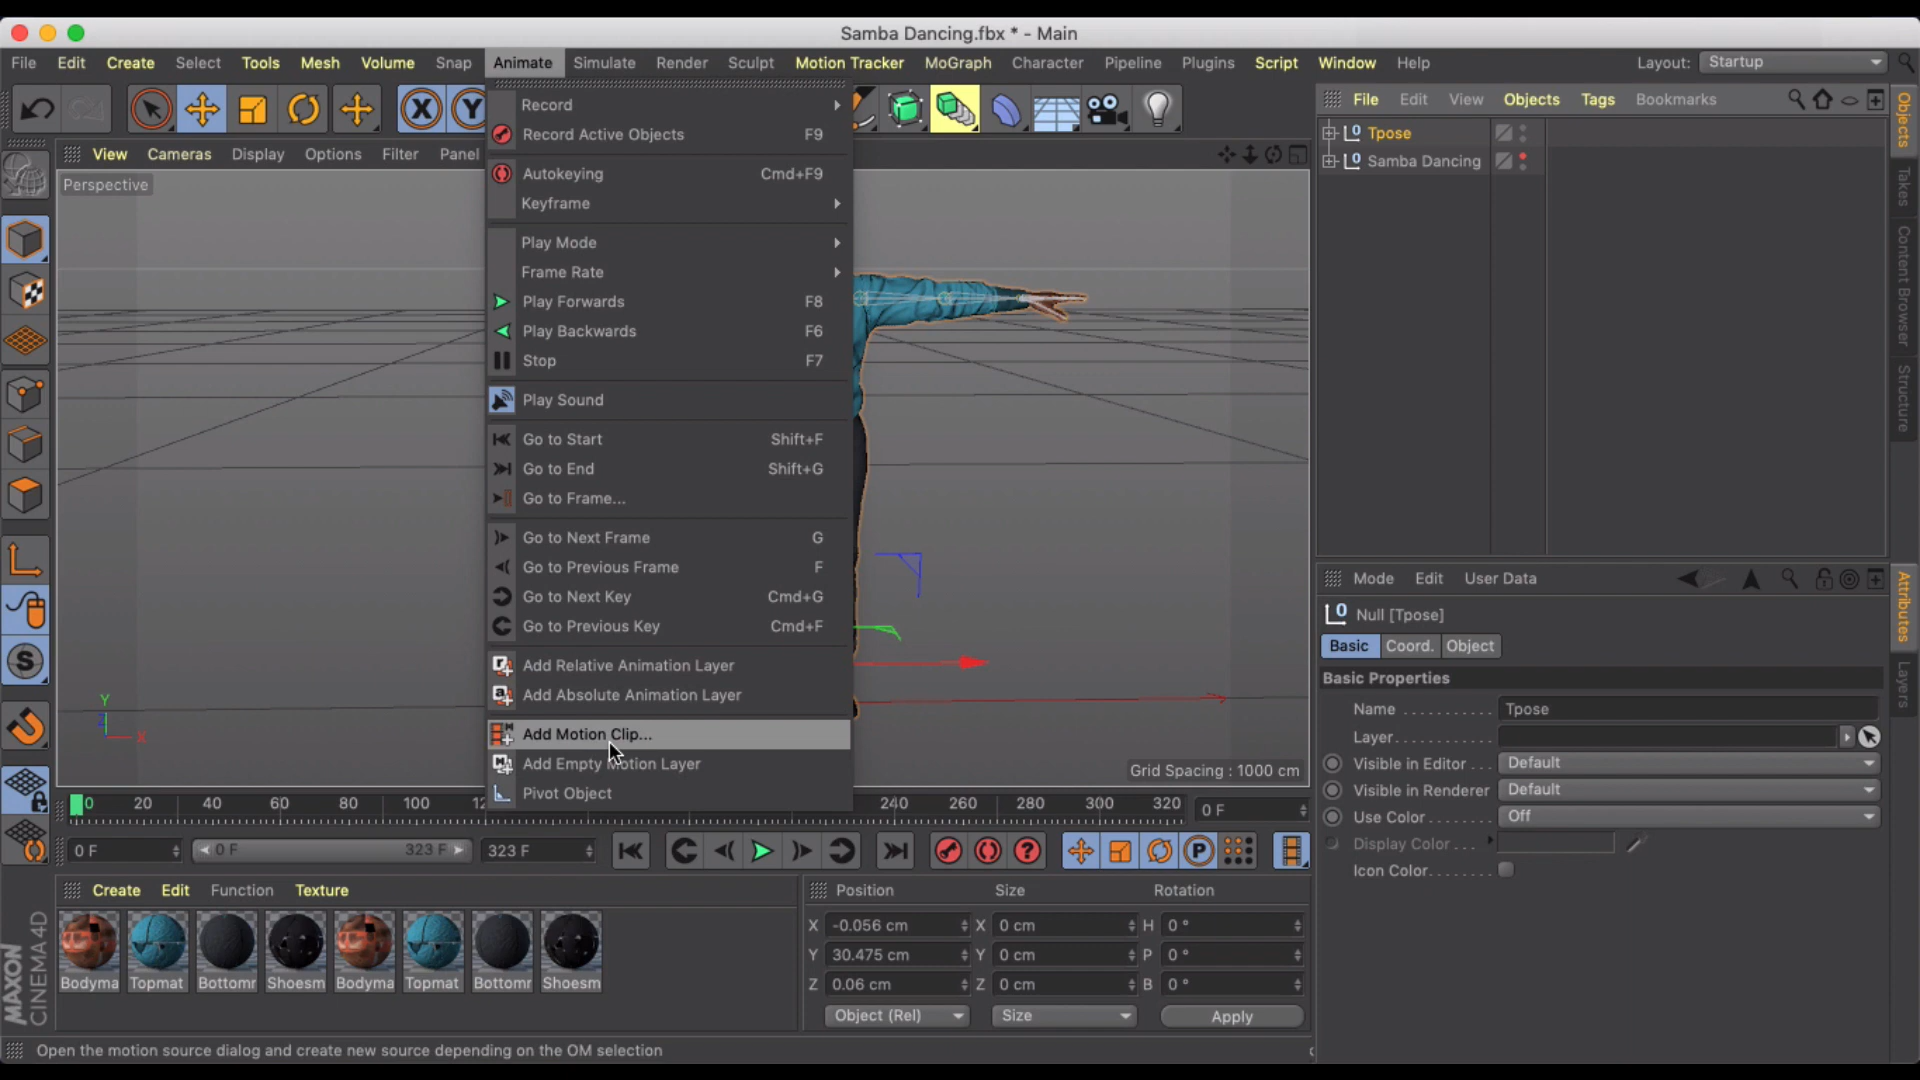 Samba Dancing.fbx * - Main
File Edit Create Select Tools Mesh Volume Snap Animate Simulate Render Sculpt Motion Tracker MoGraph Character Pipeline Plugins Script Window Help Layout: Startup
X Y
File Edit View Objects Tags Bookmarks
View Cameras Display Options Filter Panel
Perspective
Record
Record Active Objects F9
Autokeying Cmd+F9
Keyframe
Play Mode
Frame Rate
Play Forwards F8
Play Backwards F6
Stop F7
Play Sound
Go to Start Shift+F
Go to End Shift+G
Go to Frame...
Go to Next Frame G
Go to Previous Frame F
Go to Next Key Cmd+G
Go to Previous Key Cmd+F
Add Relative Animation Layer
Add Absolute Animation Layer
Add Motion Clip...
Add Empty Motion Layer
Pivot Object
Tpose
Samba Dancing
Objects
Takes
Content Browser
Structure
Mode Edit User Data
Null [Tpose]
Basic Coord. Object
Basic Properties
Name Tpose
Layer
Visible in Editor Default
Visible in Renderer Default
Use Color Off
Display Color
Icon Color
Attributes
Layers
Y
Z
X
Grid Spacing : 1000 cm
0 20 40 60 80 100 12 240 260 280 300 320 0 F
0 F 0 F 323 F 323 F
Create Edit Function Texture
Bodyma Topmat Bottomr Shoesm Bodyma Topmat Bottomr Shoesm
Position Size Rotation
X -0.056 cm X 0 cm H 0 °
Y 30.475 cm Y 0 cm P 0 °
Z 0.06 cm Z 0 cm B 0 °
Object (Rel) Size Apply
MAXON
CINEMA 4D
Open the motion source dialog and create new source depending on the OM selection